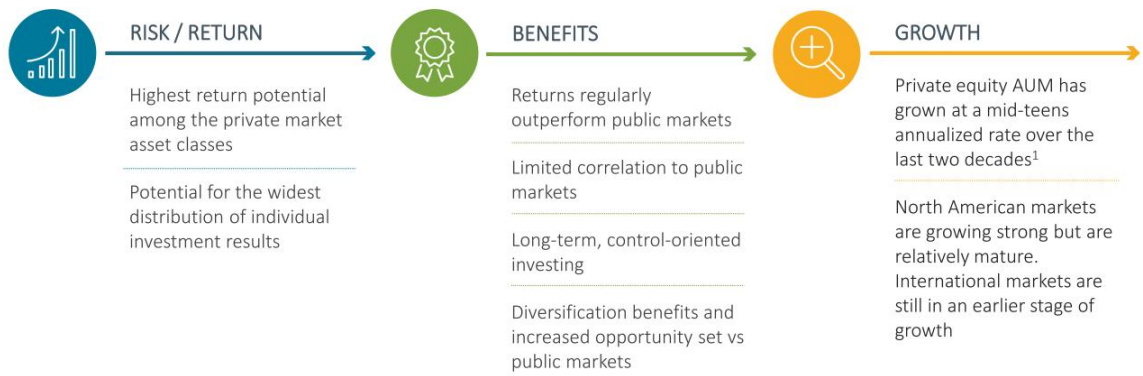 RISK / RETURN
Highest return potential
among the private market
asset classes
Potential for the widest
distribution of individual
investment results
BENEFITS
Returns regularly
outperform public markets
Limited correlation to public
markets
Long-term, control-oriented
investing
Diversification benefits and
increased opportunity set vs
public markets
GROWTH
Private equity AUM has
grown at a mid-teens
annualized rate over the
last two decades¹
North American markets
are growing strong but are
relatively mature.
International markets are
still in an earlier stage of
growth